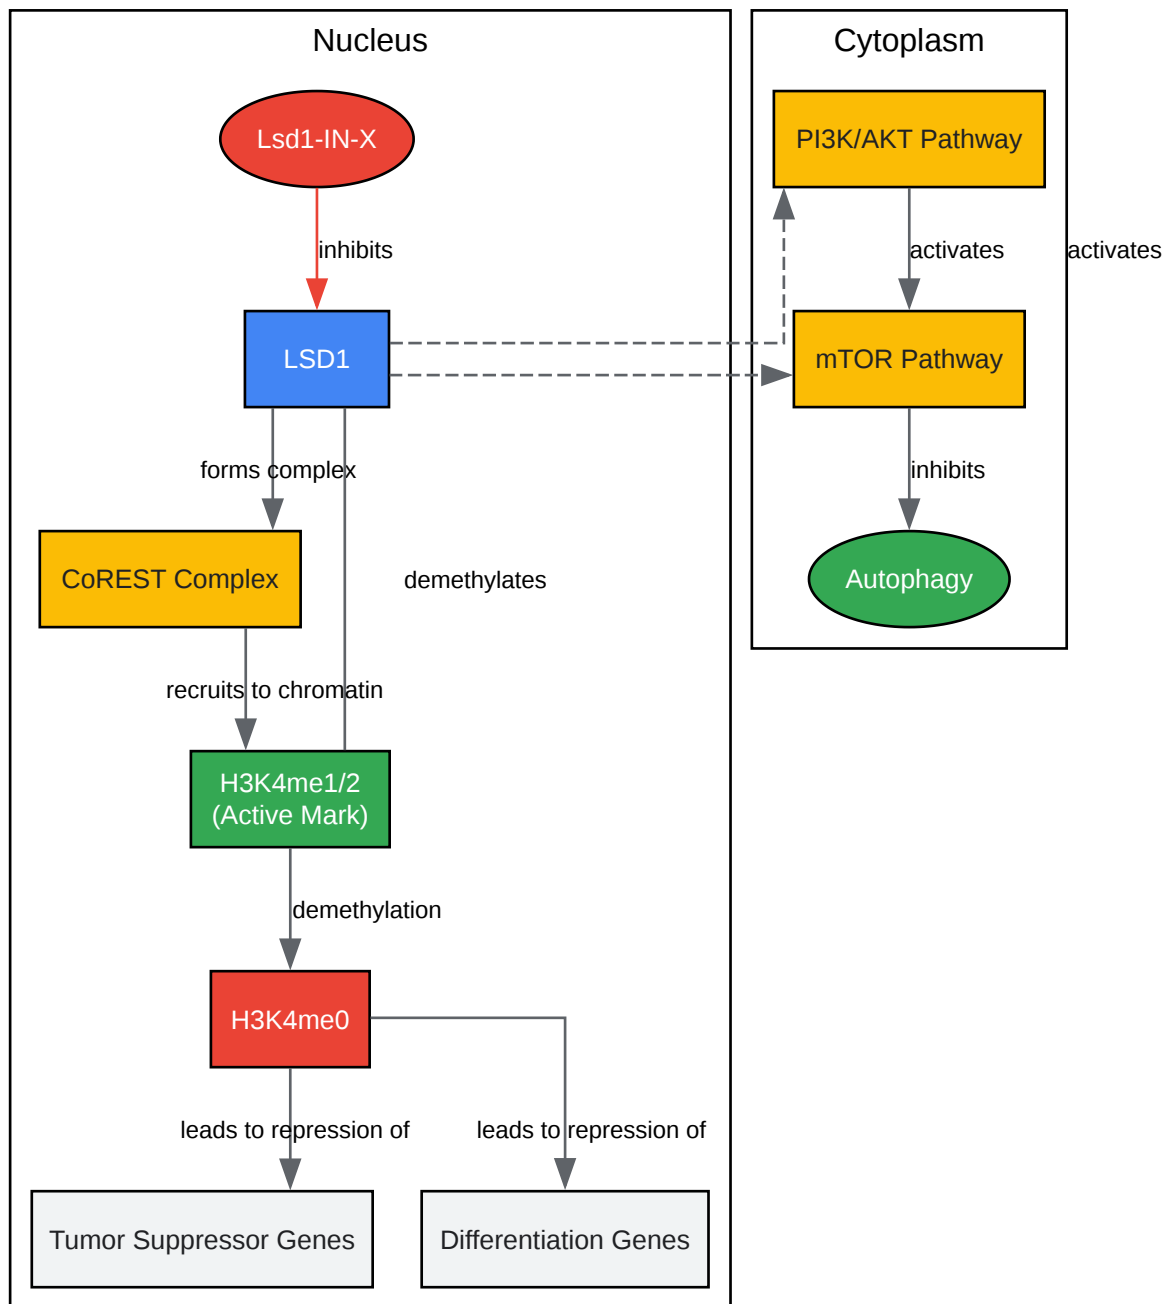 Nucleus
Cytoplasm
Lsd1-IN-X
PI3K/AKT Pathway
inhibits
activates
activates
LSD1
mTOR Pathway
forms complex
inhibits
CoREST Complex
demethylates
Autophagy
recruits to chromatin
H3K4me1/2
(Active Mark)
demethylation
H3K4me0
leads to repression of
leads to repression of
Tumor Suppressor Genes
Differentiation Genes